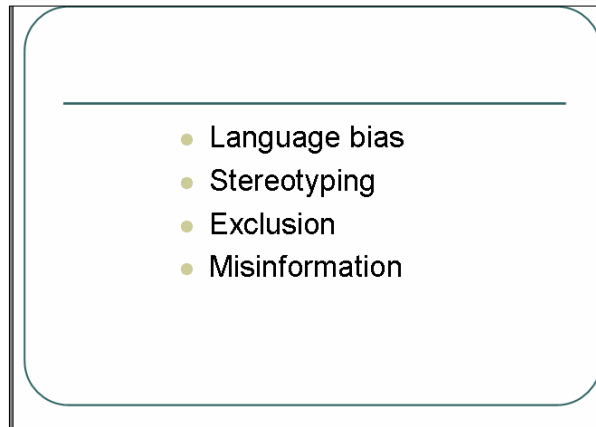 Language bias
Stereotyping
Exclusion
Misinformation